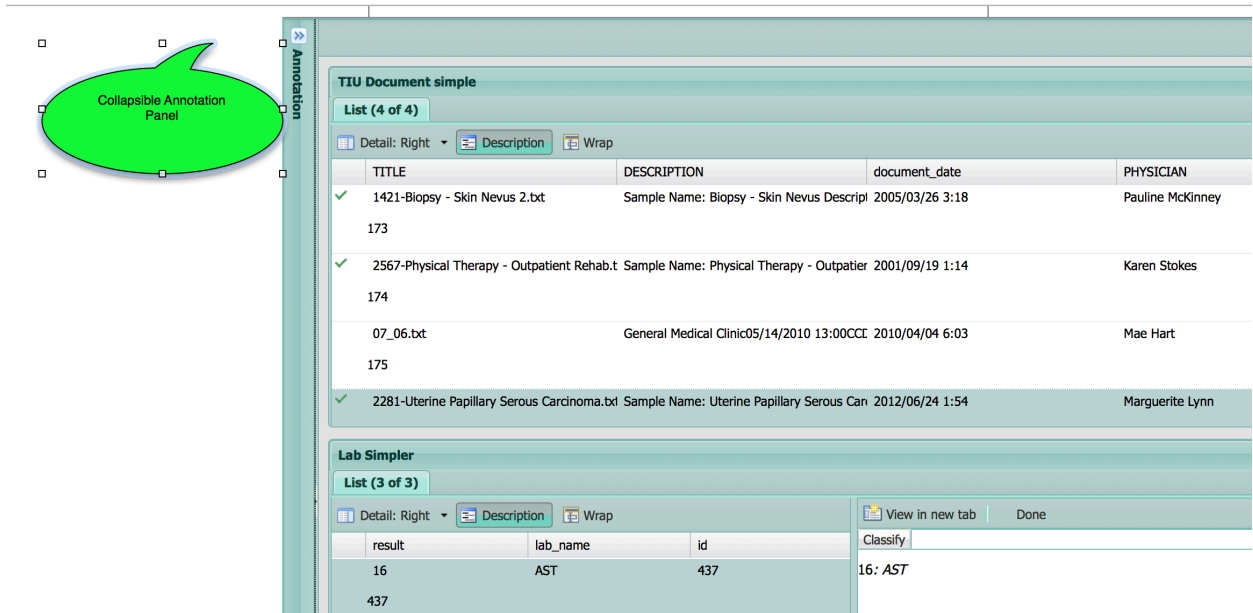 Collapsible Annotation
Panel
Annotation
TIU Document simple
List (4 of 4)
Detail: Right Description Wrap
TITLE DESCRIPTION document_date PHYSICIAN
1421-Biopsy - Skin Nevus 2.txt Sample Name: Biopsy - Skin Nevus Descript 2005/03/26 3:18 Pauline McKinney
173
2567-Physical Therapy - Outpatient Rehab.t Sample Name: Physical Therapy - Outpatien 2001/09/19 1:14 Karen Stokes
174
07_06.txt General Medical Clinic05/14/2010 13:00CCD 2010/04/04 6:03 Mae Hart
175
2281-Uterine Papillary Serous Carcinoma.txt Sample Name: Uterine Papillary Serous Carc 2012/06/24 1:54 Marguerite Lynn
Lab Simpler
List (3 of 3)
Detail: Right Description Wrap View in new tab Done
result lab_name id Classify
16 AST 437 16: AST
437